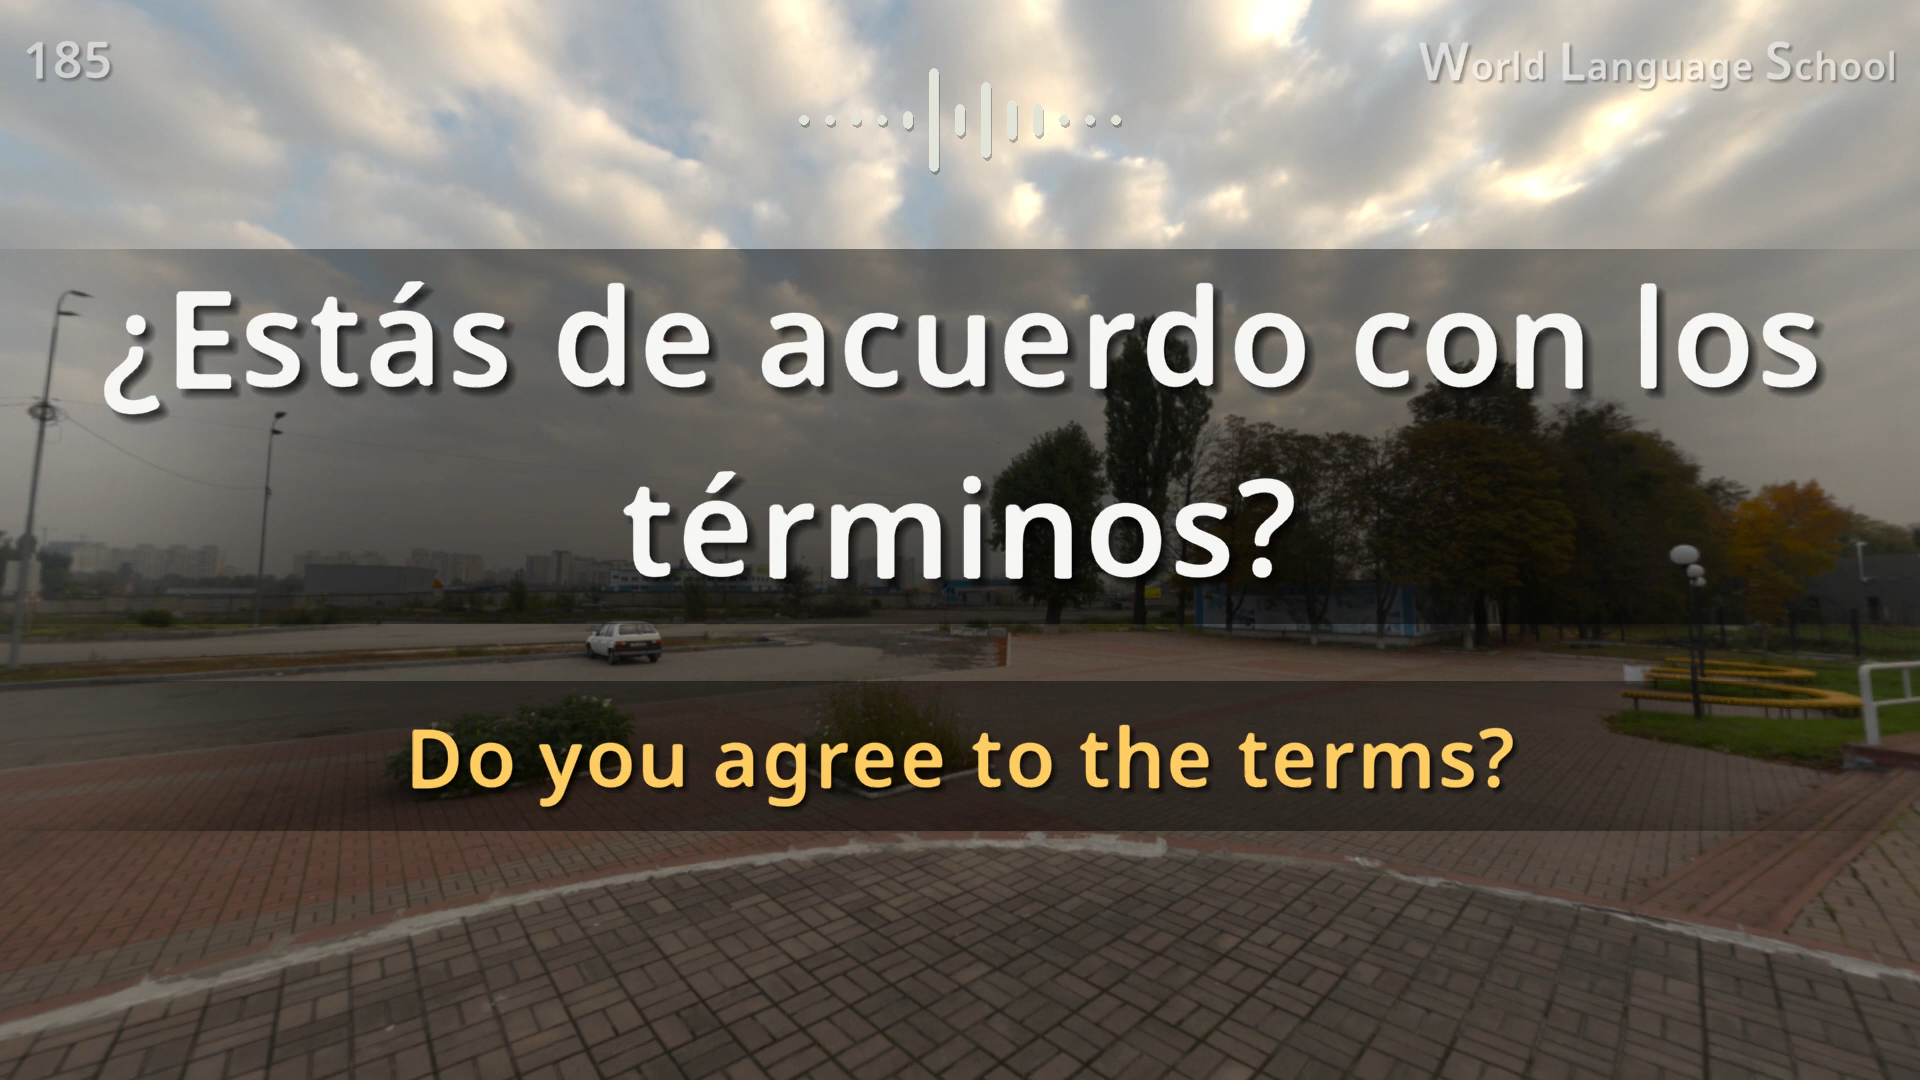 185
World Language School
¿Estás de acuerdo con los
términos?
Do you agree to the terms?